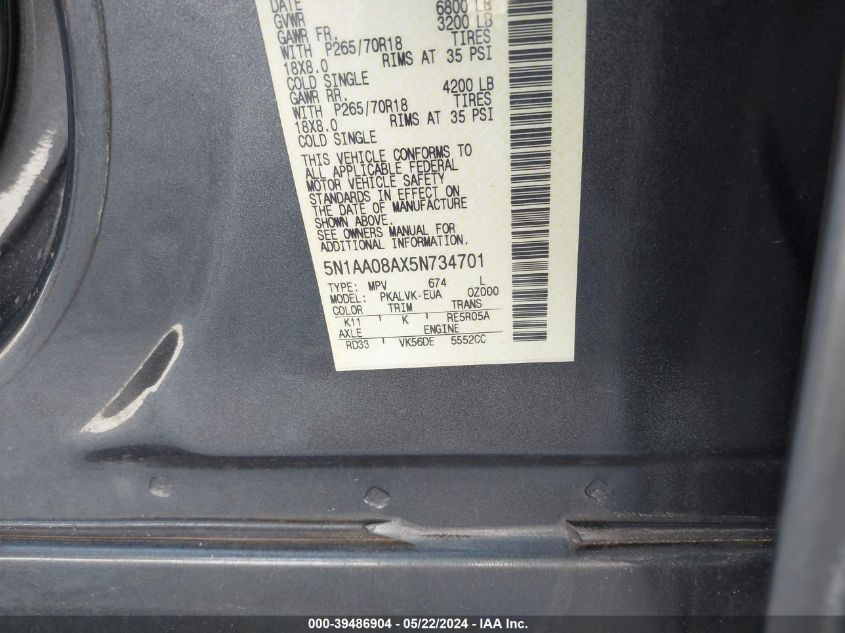 DATE
GVWR 6800 LB
GAWR FR. 3200 LB
WITH P265/70R18 TIRES
18X8.0 RIMS AT 35 PSI
COLD SINGLE
GAWR RR. 4200 LB
WITH P265/70R18 TIRES
18X8.0 RIMS AT 35 PSI
COLD SINGLE
THIS VEHICLE CONFORMS TO
ALL APPLICABLE FEDERAL
MOTOR VEHICLE SAFETY
STANDARDS IN EFFECT ON
THE DATE OF MANUFACTURE
SHOWN ABOVE.
SEE OWNERS MANUAL FOR
ADDITIONAL INFORMATION.
5N1AA08AX5N734701
TYPE: MPV 674 L
MODEL: PKALVK-EUA 0Z000
COLOR TRIM TRANS
K11 K RE5R05A
AXLE ENGINE
RD33 VK56DE 5552CC
000-39486904 - 05/22/2024 - IAA Inc.